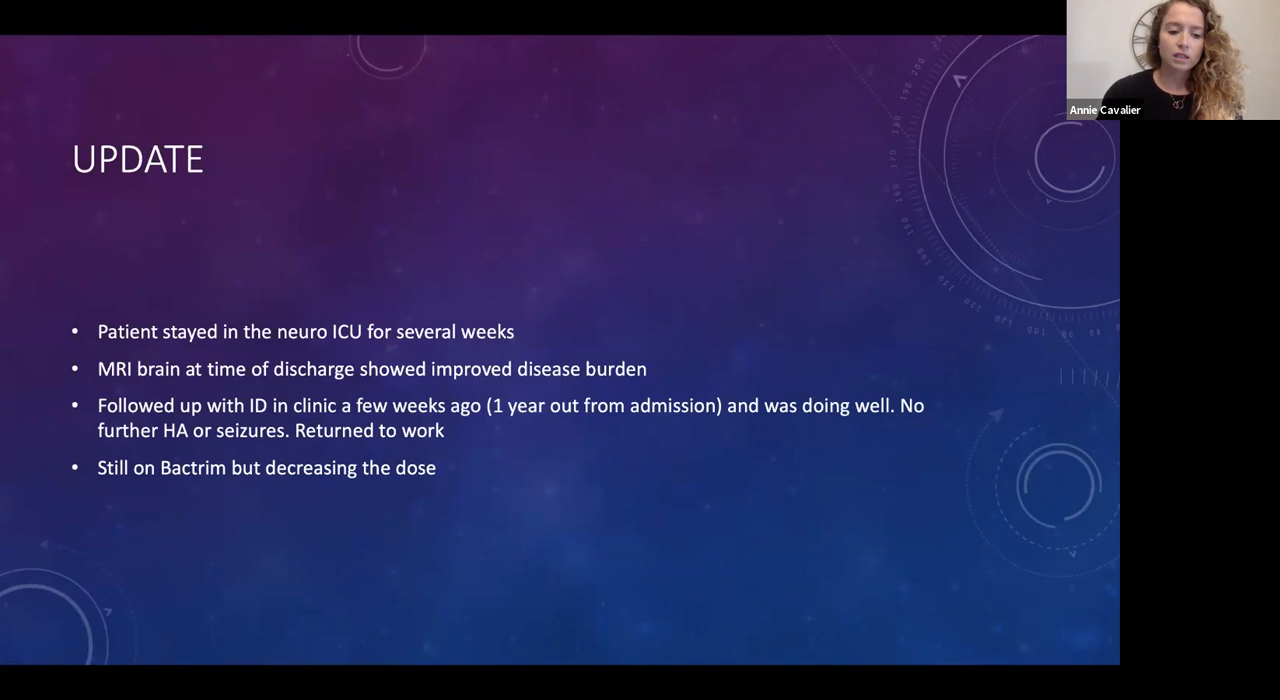 Annie Cavalier
UPDATE
• Patient stayed in the neuro ICU for several weeks
• MRI brain at time of discharge showed improved disease burden
• Followed up with ID in clinic a few weeks ago (1 year out from admission) and was doing well. No
further HA or seizures. Returned to work
• Still on Bactrim but decreasing the dose